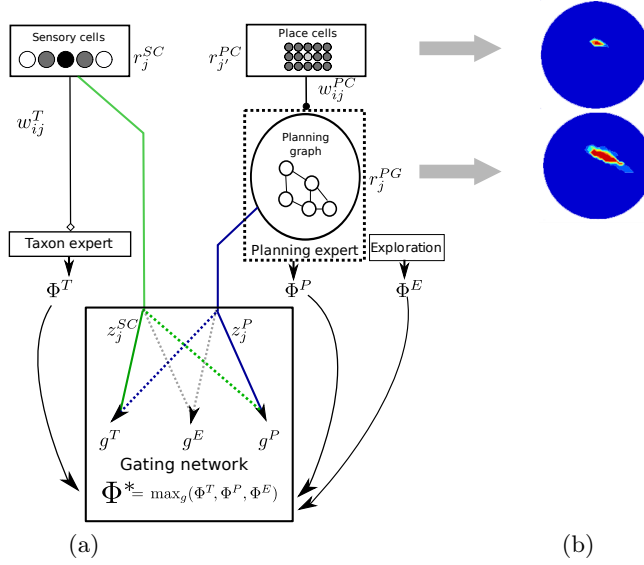 Sensory cells
r_j^{SC}
Place cells
r_{j'}^{PC}
w_{ij}^{T}
w_{ij}^{PC}
Planning
graph
r_j^{PG}
Taxon expert
Planning expert
Exploration
Φ^T
Φ^P
Φ^E
z_j^{SC}
z_j^P
g^T
g^E
g^P
Gating network
Φ* = max_g(Φ^T, Φ^P, Φ^E)
(a)
(b)